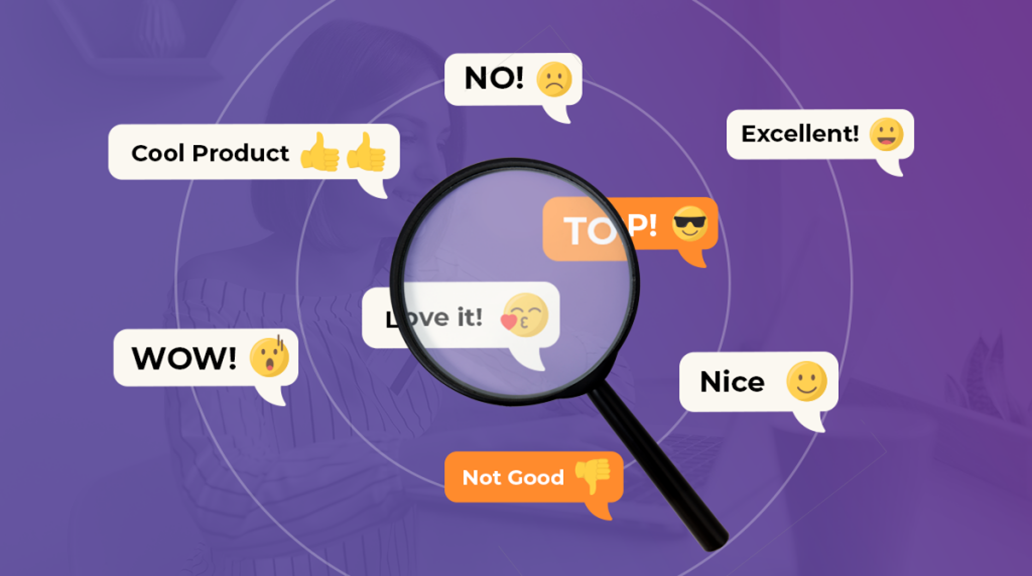 NO!
Excellent!
Cool Product
TOP!
Love it!
WOW!
Nice
Not Good